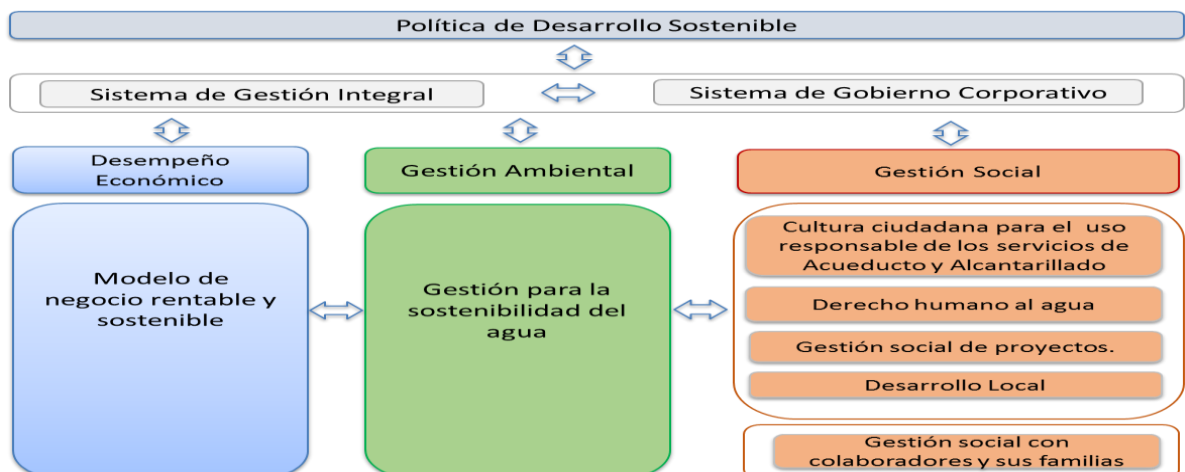 Política de Desarrollo Sostenible
Sistema de Gestión Integral
Sistema de Gobierno Corporativo
Desempeño
Económico
Gestión Ambiental
Gestión Social
Modelo de
negocio rentable y
sostenible
Gestión para la
sostenibilidad del
agua
Cultura ciudadana para el uso
responsable de los servicios de
Acueducto y Alcantarillado
Derecho humano al agua
Gestión social de proyectos.
Desarrollo Local
Gestión social con
colaboradores y sus familias